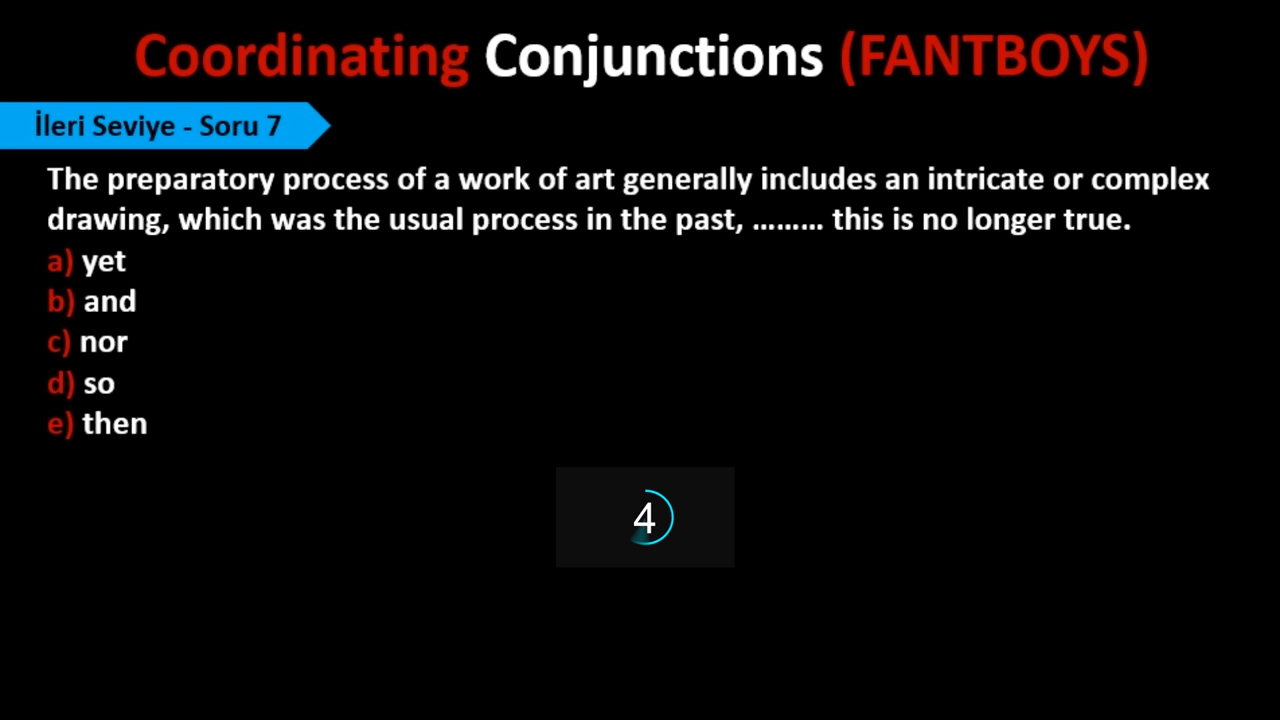 Coordinating Conjunctions (FANTBOYS)
İleri Seviye - Soru 7
The preparatory process of a work of art generally includes an intricate or complex
drawing, which was the usual process in the past, ......... this is no longer true.
a) yet
b) and
c) nor
d) so
e) then
4